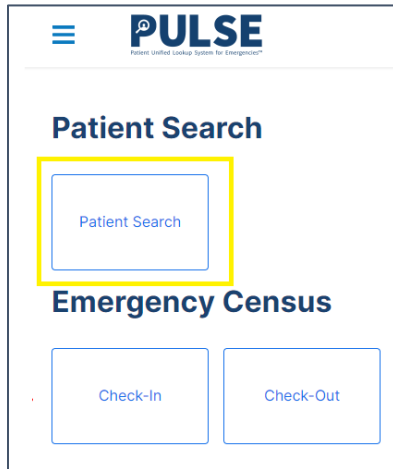 PULSE
Patient Unified Lookup System for Emergencies™
Patient Search
Patient Search
Emergency Census
Check-In Check-Out